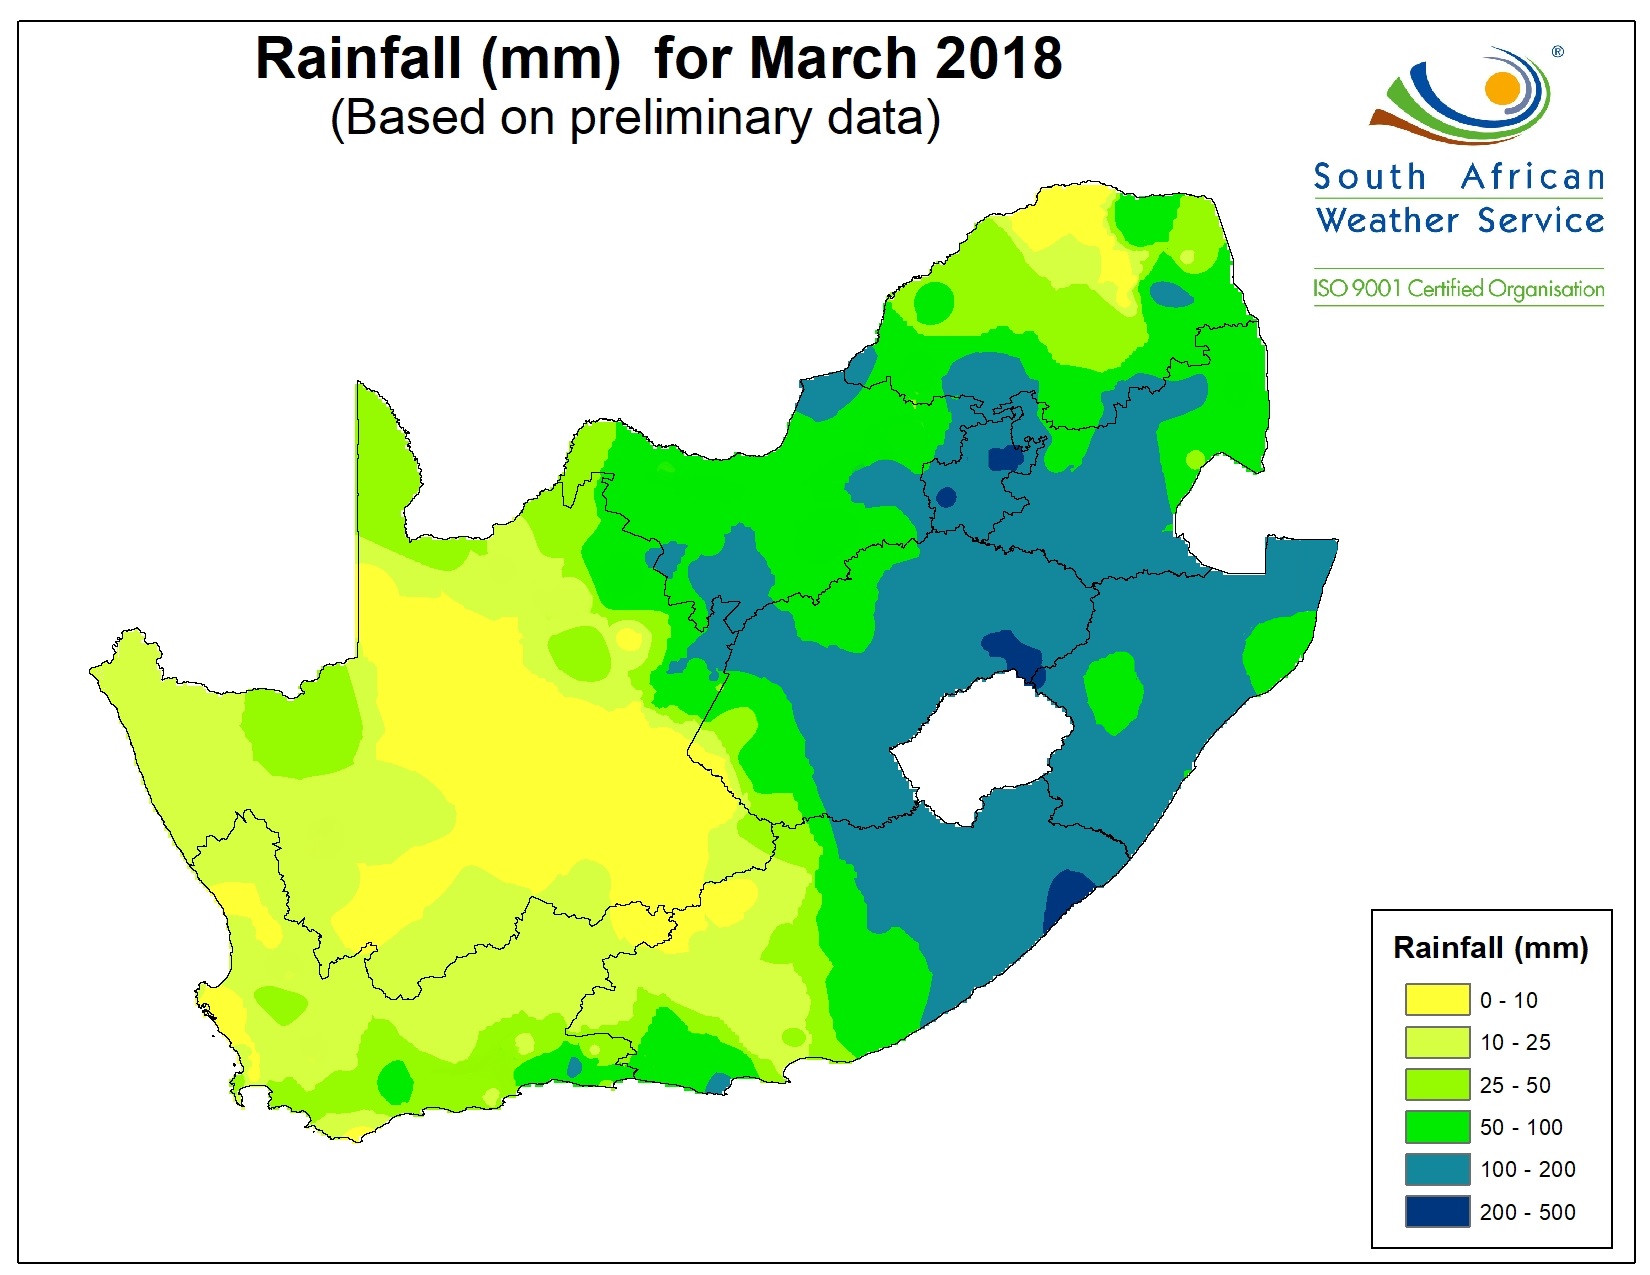 Rainfall (mm)  for March 2018
(Based on preliminary data)
®
South African
Weather Service
ISO 9001 Certified Organisation
Rainfall (mm)
0 - 10
10 - 25
25 - 50
50 - 100
100 - 200
200 - 500